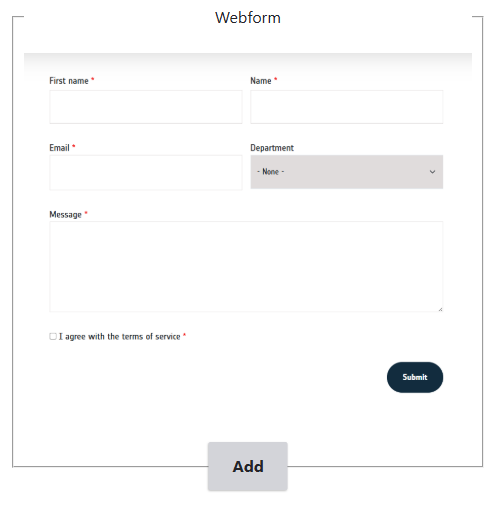 Webform
First name *
Name *
Email *
Department
- None -
Message *
I agree with the terms of service *
Submit
Add